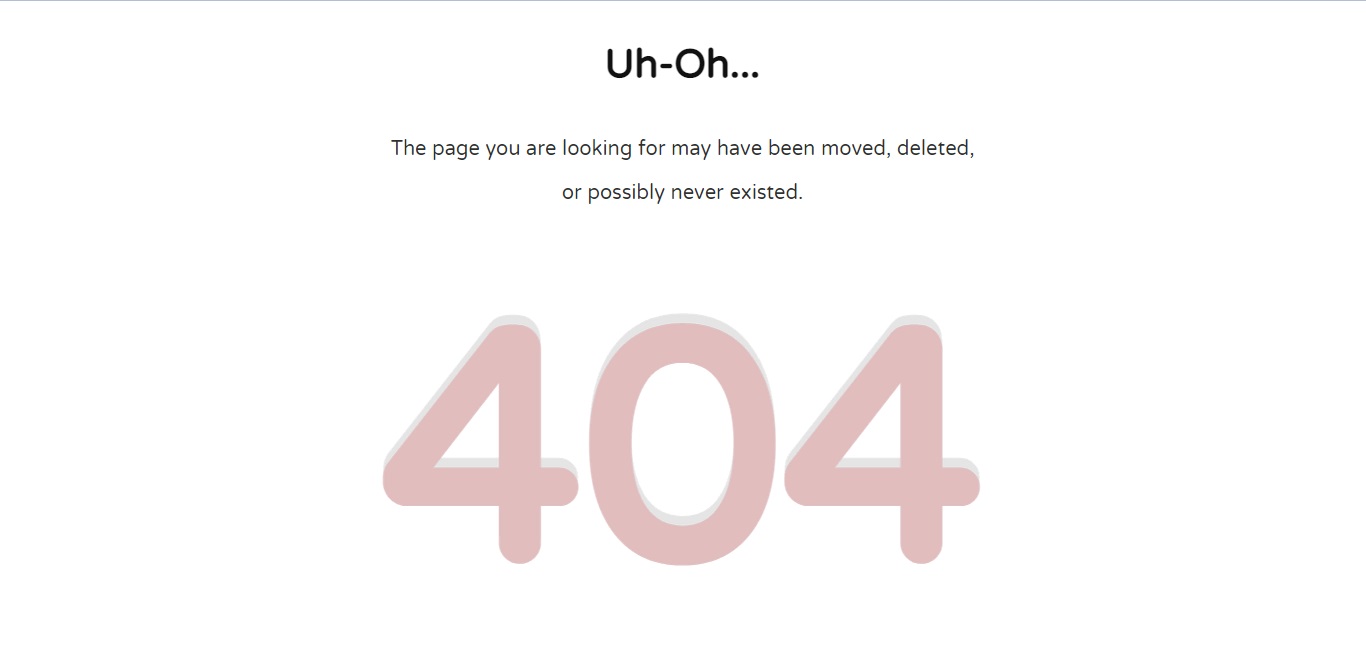 Uh-Oh...
The page you are looking for may have been moved, deleted,
or possibly never existed.
404